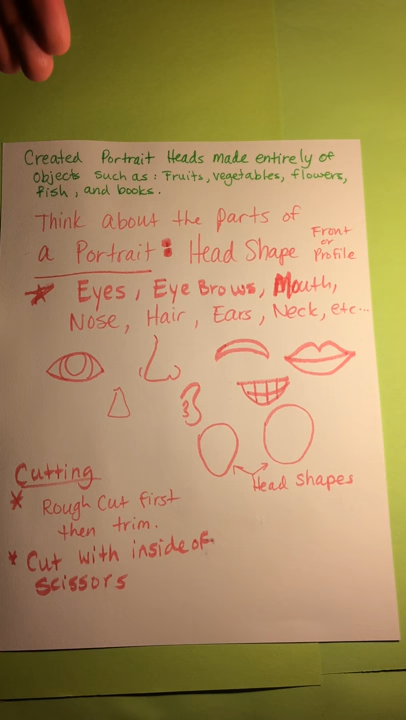 Created Portrait Heads made entirely of
Objects such as: Fruits, vegetables, flowers,
fish, and books.
Think about the parts of
a Portrait: Head Shape Front or Profile
* Eyes, Eye Brows, Mouth,
Nose, Hair, Ears, Neck, etc...
Head Shapes
Cutting
* Rough Cut first
then trim.
* Cut with inside of
scissors